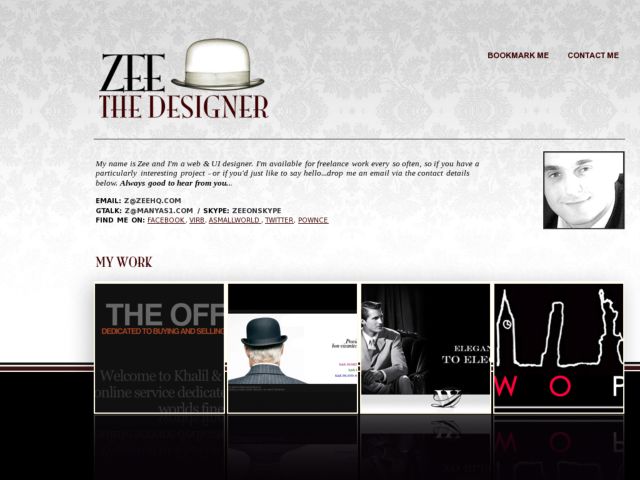 ZEE
THE DESIGNER
BOOKMARK ME CONTACT ME
My name is Zee and I'm a web & UI designer. I'm available for freelance work every so often, so if you have a
particularly interesting project - or if you'd just like to say hello...drop me an email via the contact details
below. Always good to hear from you...
EMAIL: Z@ZEEHQ.COM
GTALK: Z@MANYAS1.COM / SKYPE: ZEEONSKYPE
FIND ME ON: FACEBOOK, VIRB, ASMALLWORLD, TWITTER, POWNCE
MY WORK
THE OFF
DEDICATED TO BUYING AND SELLING
Welcome to Khalil &
online service dedicate
worlds fine
ELEGAN
TO ELEG
W O P